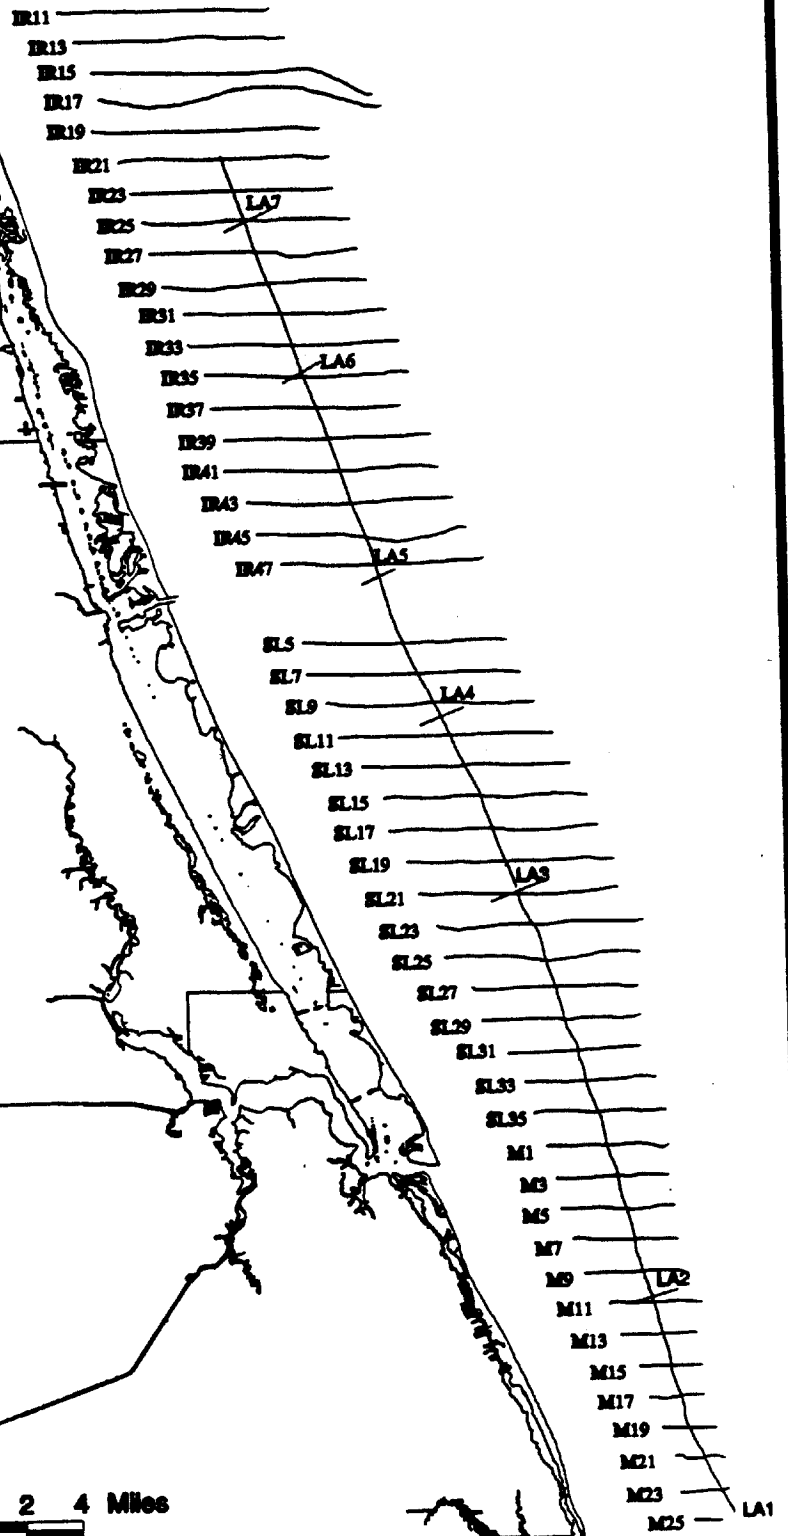 IR11
IR13
IR15
IR17
IR19
IR21
IR23
LA7
IR25
IR27
IR29
IR31
IR33
LA6
IR35
IR37
IR39
IR41
IR43
IR45
LA5
IR47
SL5
SL7
LA4
SL9
SL11
SL13
SL15
SL17
SL19
LA3
SL21
SL23
SL25
SL27
SL29
SL31
SL33
SL35
M1
M3
M5
M7
M9
LA2
M11
M13
M15
M17
M19
M21
M23
2 4 Miles
LA1
M25